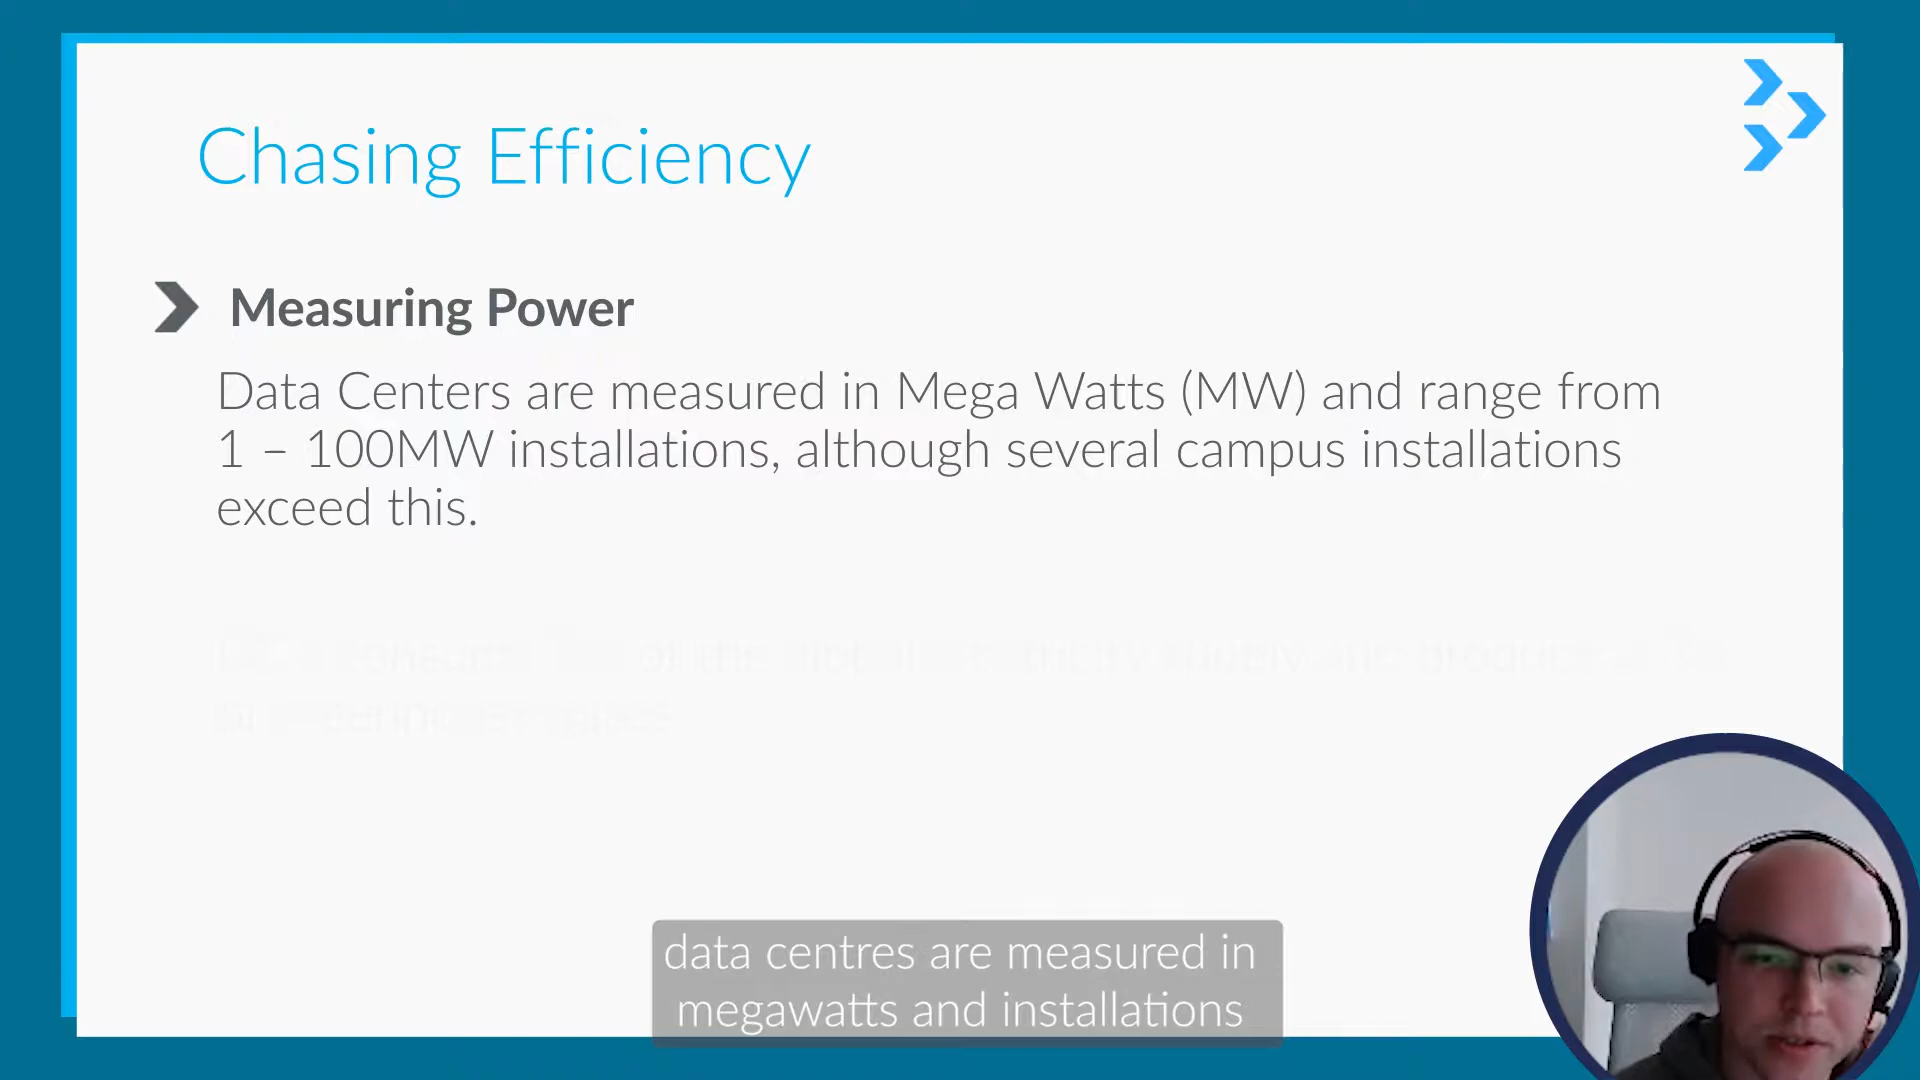 Chasing Efficiency
Measuring Power
Data Centers are measured in Mega Watts (MW) and range from
1 – 100MW installations, although several campus installations
exceed this.
data centres are measured in
megawatts and installations